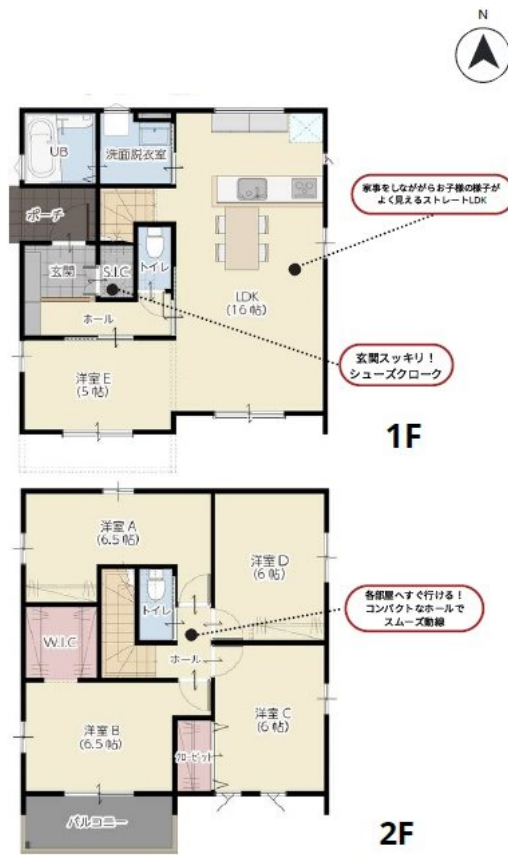 N
UB
洗面脱衣室
ポーチ
家事をしながらお子様の様子が
よく見えるストレートLDK
玄関
S.I.C
トイレ
LDK
(16帖)
ホール
玄関スッキリ！
シューズクローク
洋室E
(5帖)
1F
洋室A
(6.5帖)
洋室D
(6帖)
トイレ
各部屋へすぐ行ける！
コンパクトなホールで
スムーズ動線
W.I.C
ホール
洋室B
(6.5帖)
洋室C
(6帖)
クローゼット
バルコニー
2F